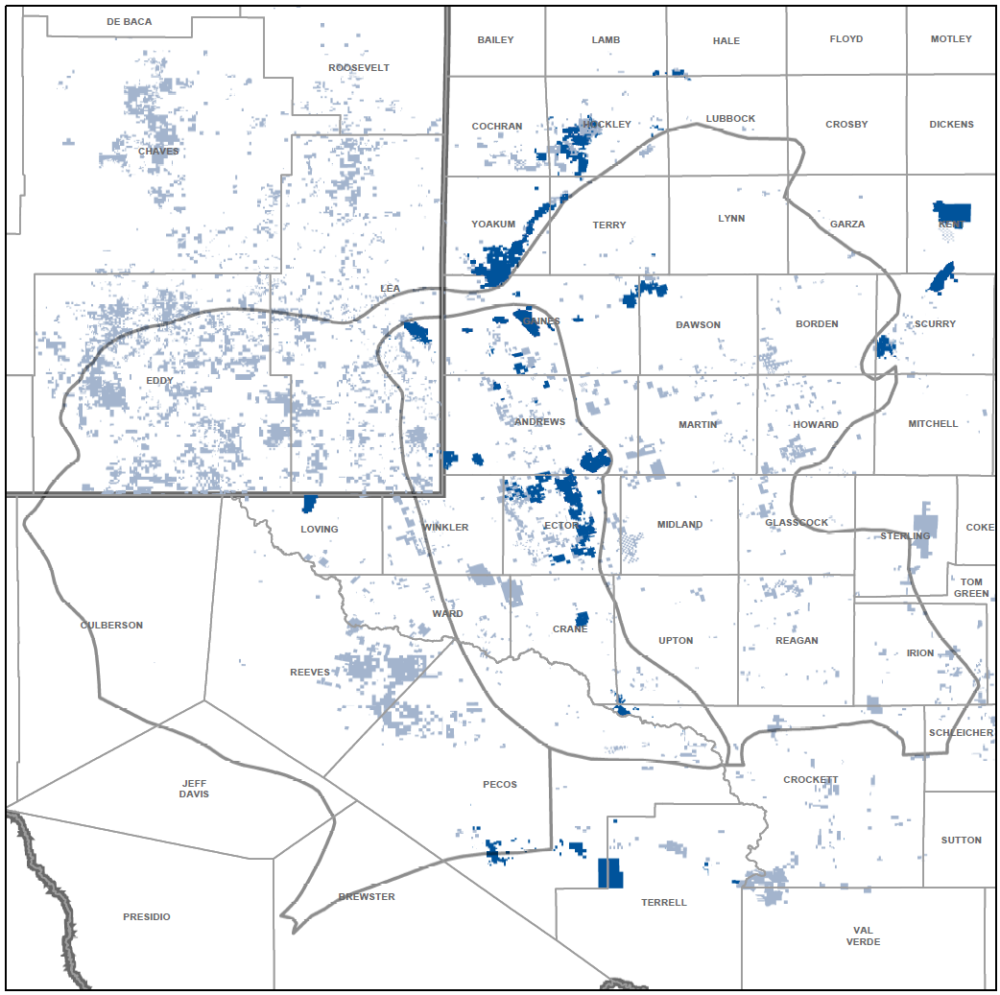 DE BACA
BAILEY
LAMB
HALE
FLOYD
MOTLEY
ROOSEVELT
COCHRAN
HOCKLEY
LUBBOCK
CROSBY
DICKENS
CHAVES
YOAKUM
TERRY
LYNN
GARZA
KENT
LEA
GAINES
DAWSON
BORDEN
SCURRY
EDDY
ANDREWS
MARTIN
HOWARD
MITCHELL
LOVING
WINKLER
ECTOR
MIDLAND
GLASSCOCK
STERLING
COKE
TOM
GREEN
CULBERSON
WARD
CRANE
UPTON
REAGAN
IRION
REEVES
SCHLEICHER
JEFF
DAVIS
PECOS
CROCKETT
SUTTON
BREWSTER
TERRELL
PRESIDIO
VAL
VERDE